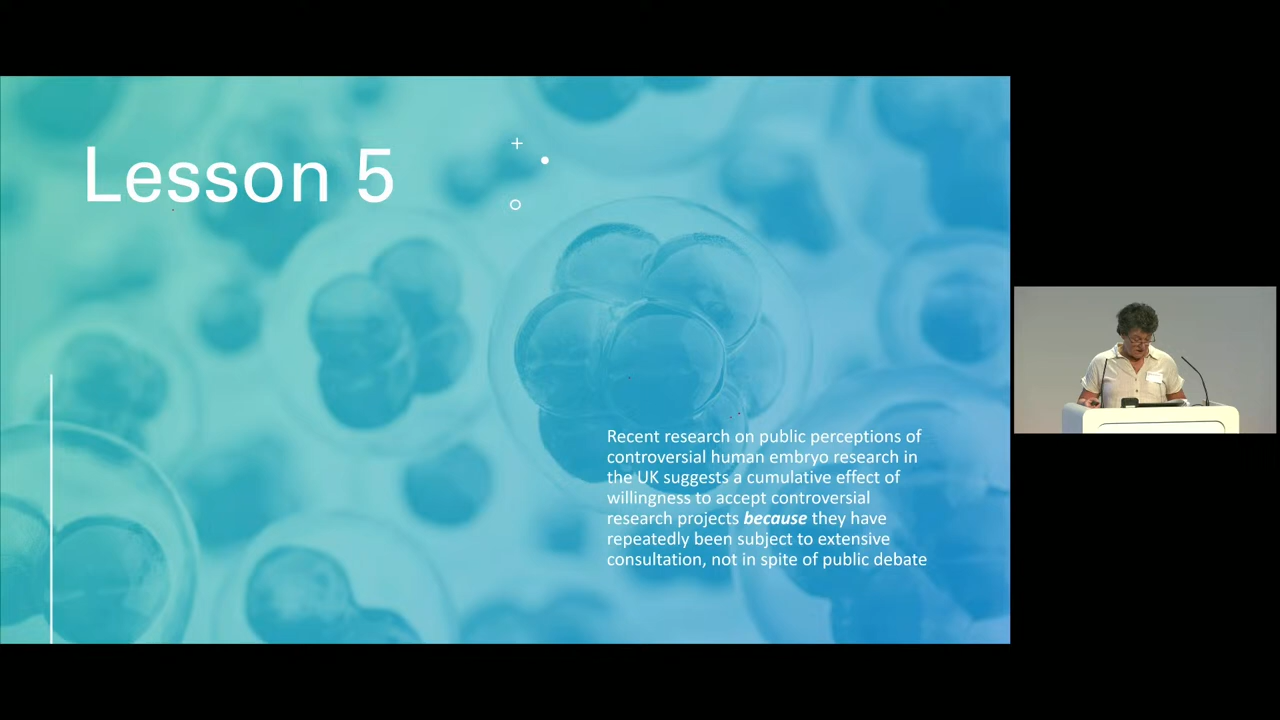 Lesson 5
Recent research on public perceptions of
controversial human embryo research in
the UK suggests a cumulative effect of
willingness to accept controversial
research projects because they have
repeatedly been subject to extensive
consultation, not in spite of public debate